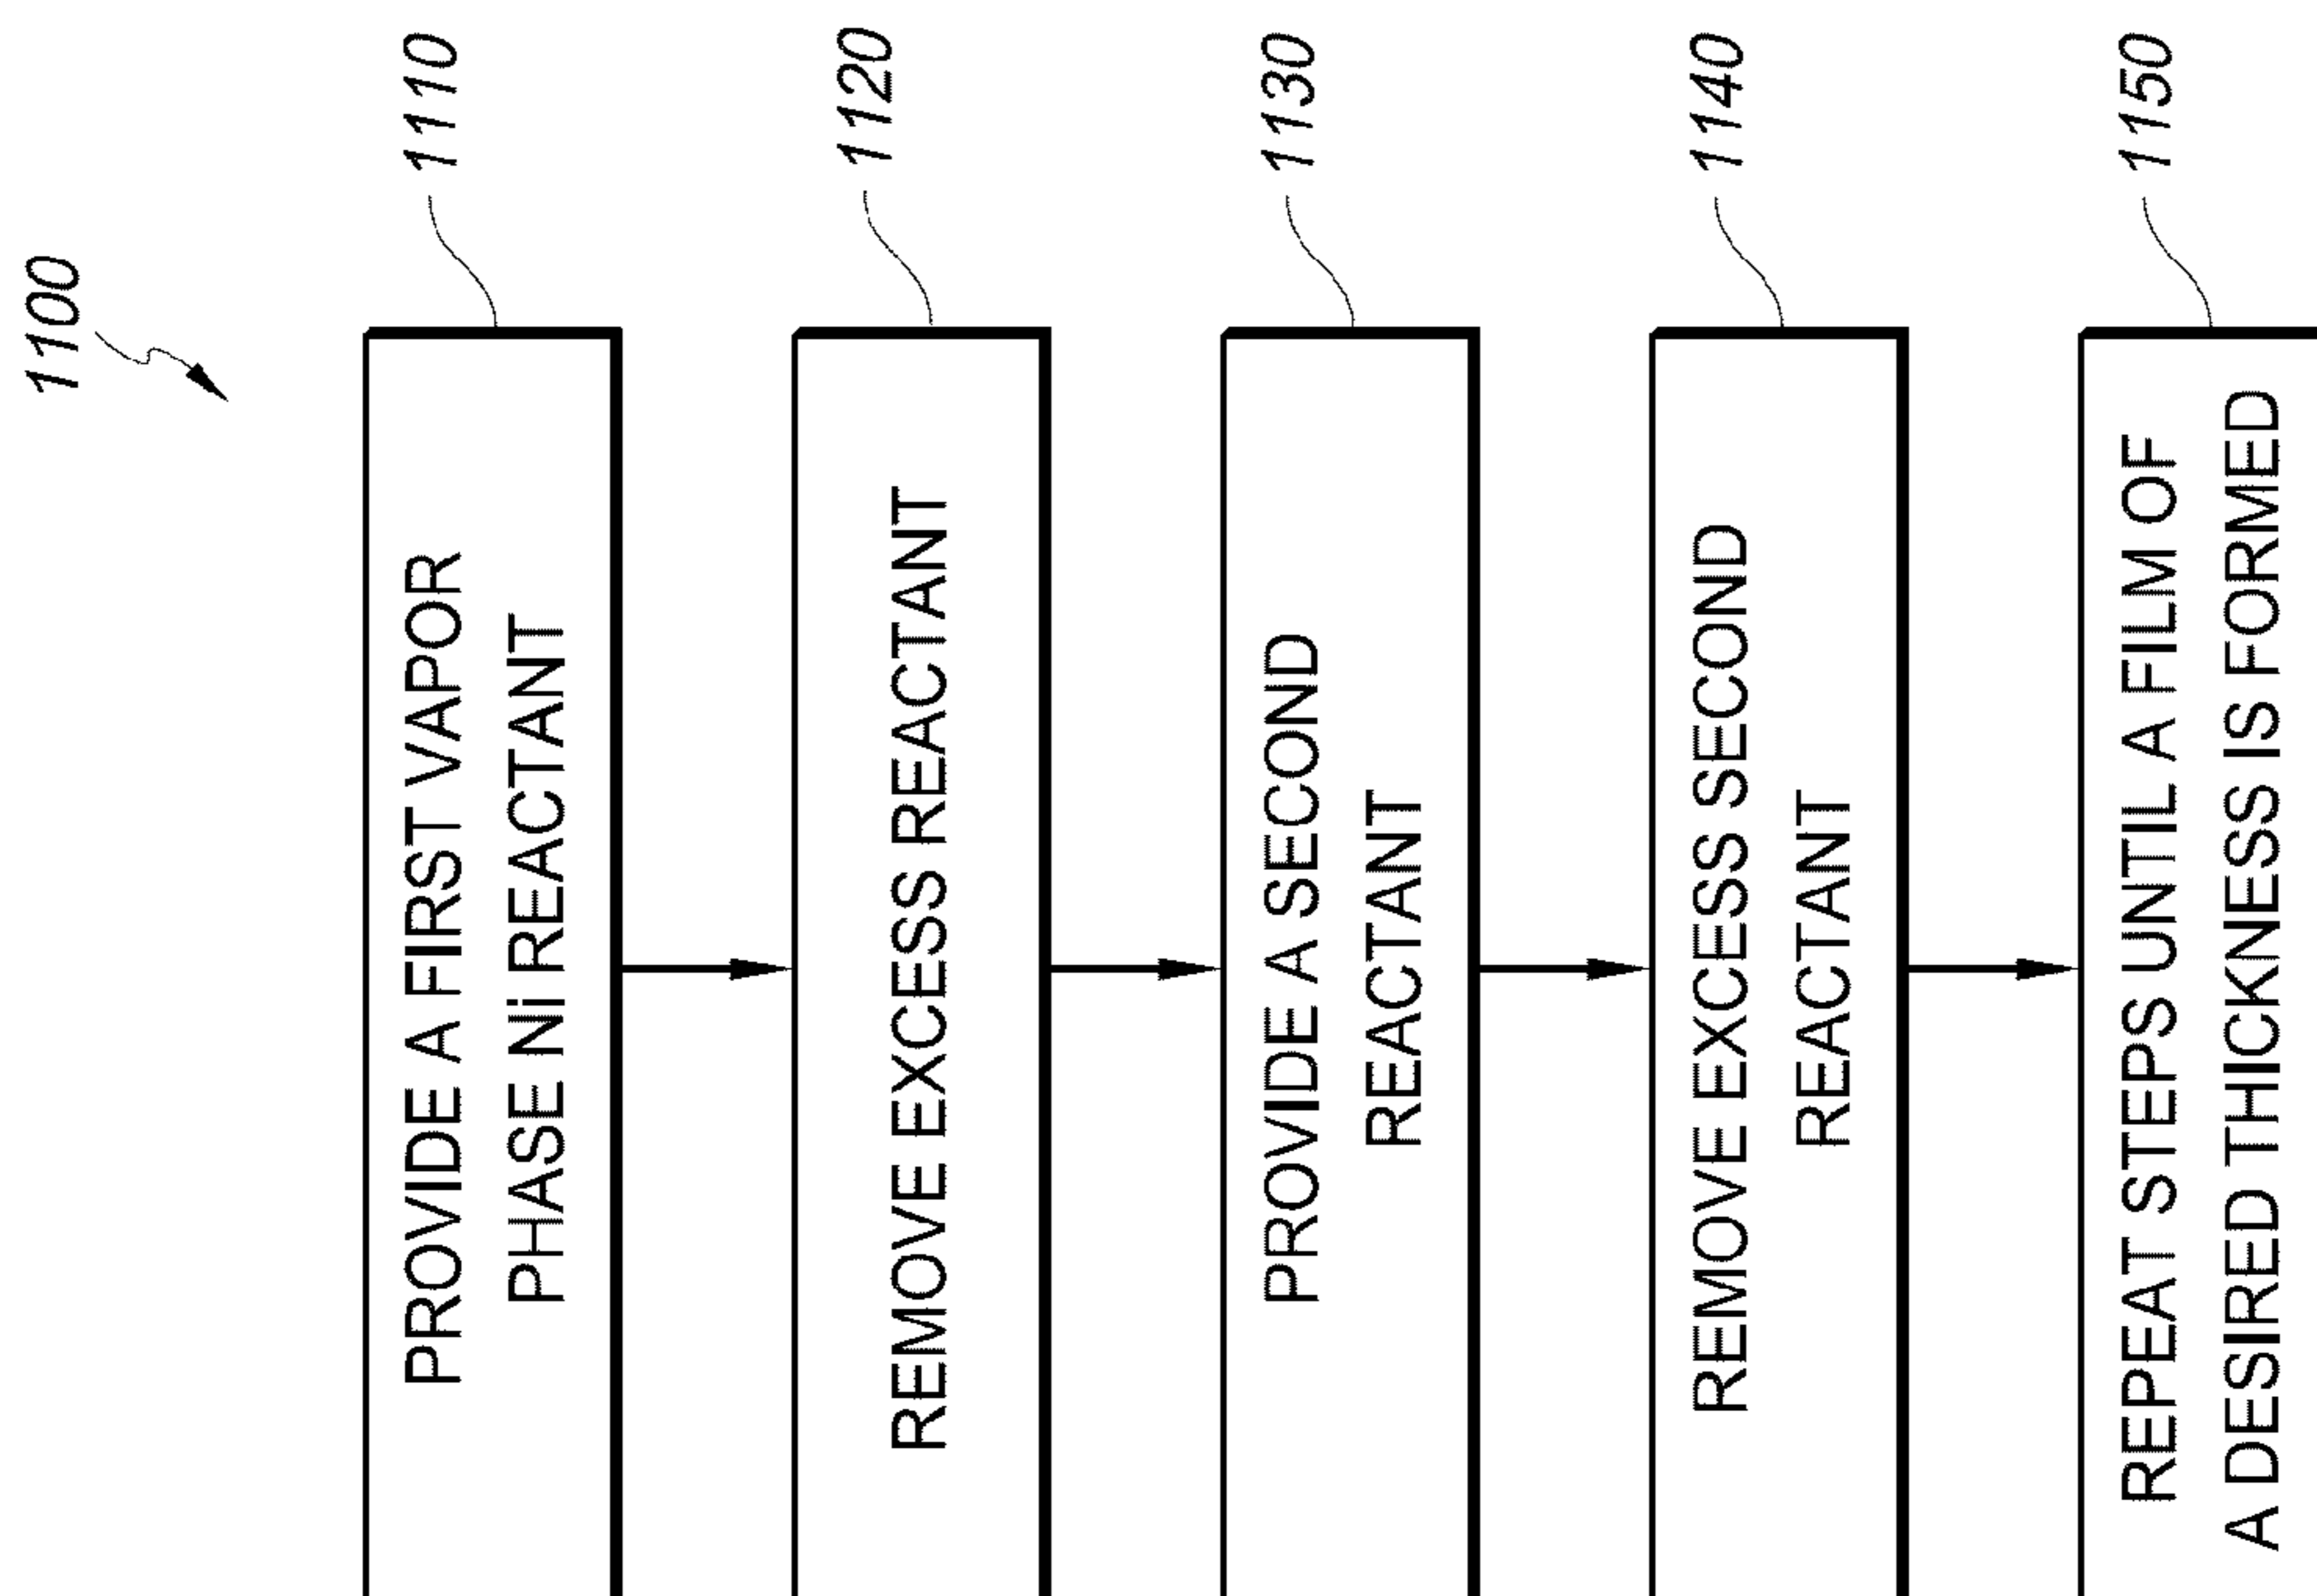 1100
1110
PROVIDE A FIRST VAPOR
PHASE Ni REACTANT
1120
REMOVE EXCESS REACTANT
1130
PROVIDE A SECOND
REACTANT
1140
REMOVE EXCESS SECOND
REACTANT
1150
REPEAT STEPS UNTIL A FILM OF
A DESIRED THICKNESS IS FORMED